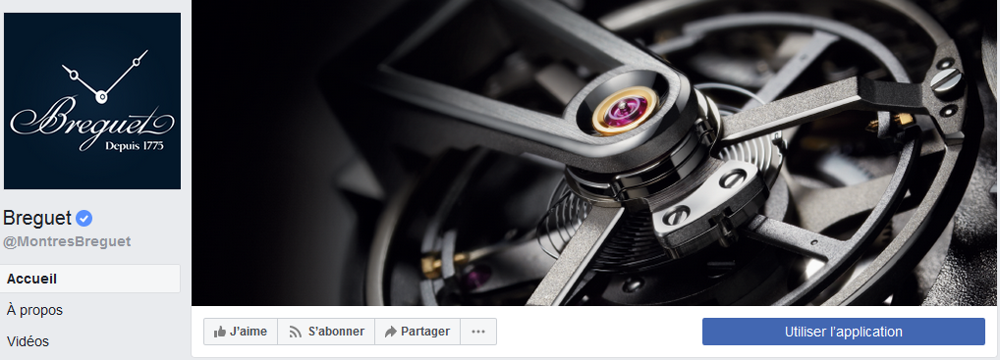 Breguet
Depuis 1775
Breguet
@MontresBreguet
Accueil
À propos
Vidéos
J'aime
S'abonner
Partager
Utiliser l'application